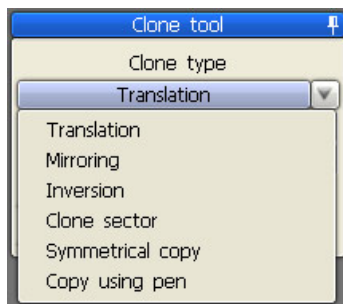 Clone tool
Clone type
Translation
Translation
Mirroring
Inversion
Clone sector
Symmetrical copy
Copy using pen